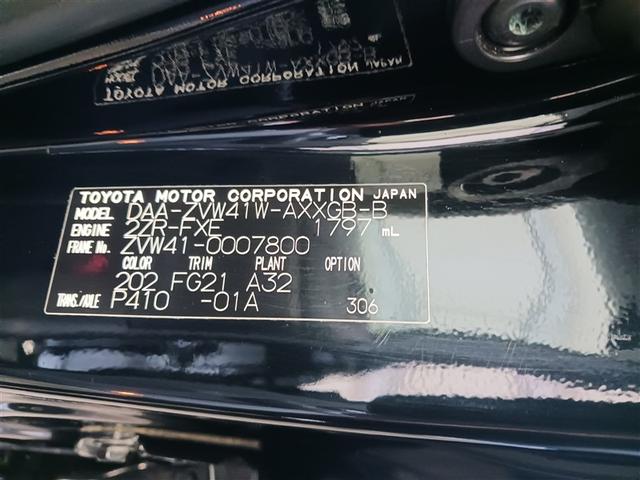 TOYOTA MOTOR CORPORATION JAPAN
MODEL DAA-ZVW41W-AXXGB-B
ENGINE 2ZR-FXE 1797 mL
FRAME No. ZVW41-0007800
COLOR TRIM PLANT OPTION
202 FG21 A32
TRANS./AXLE P410 -01A 306